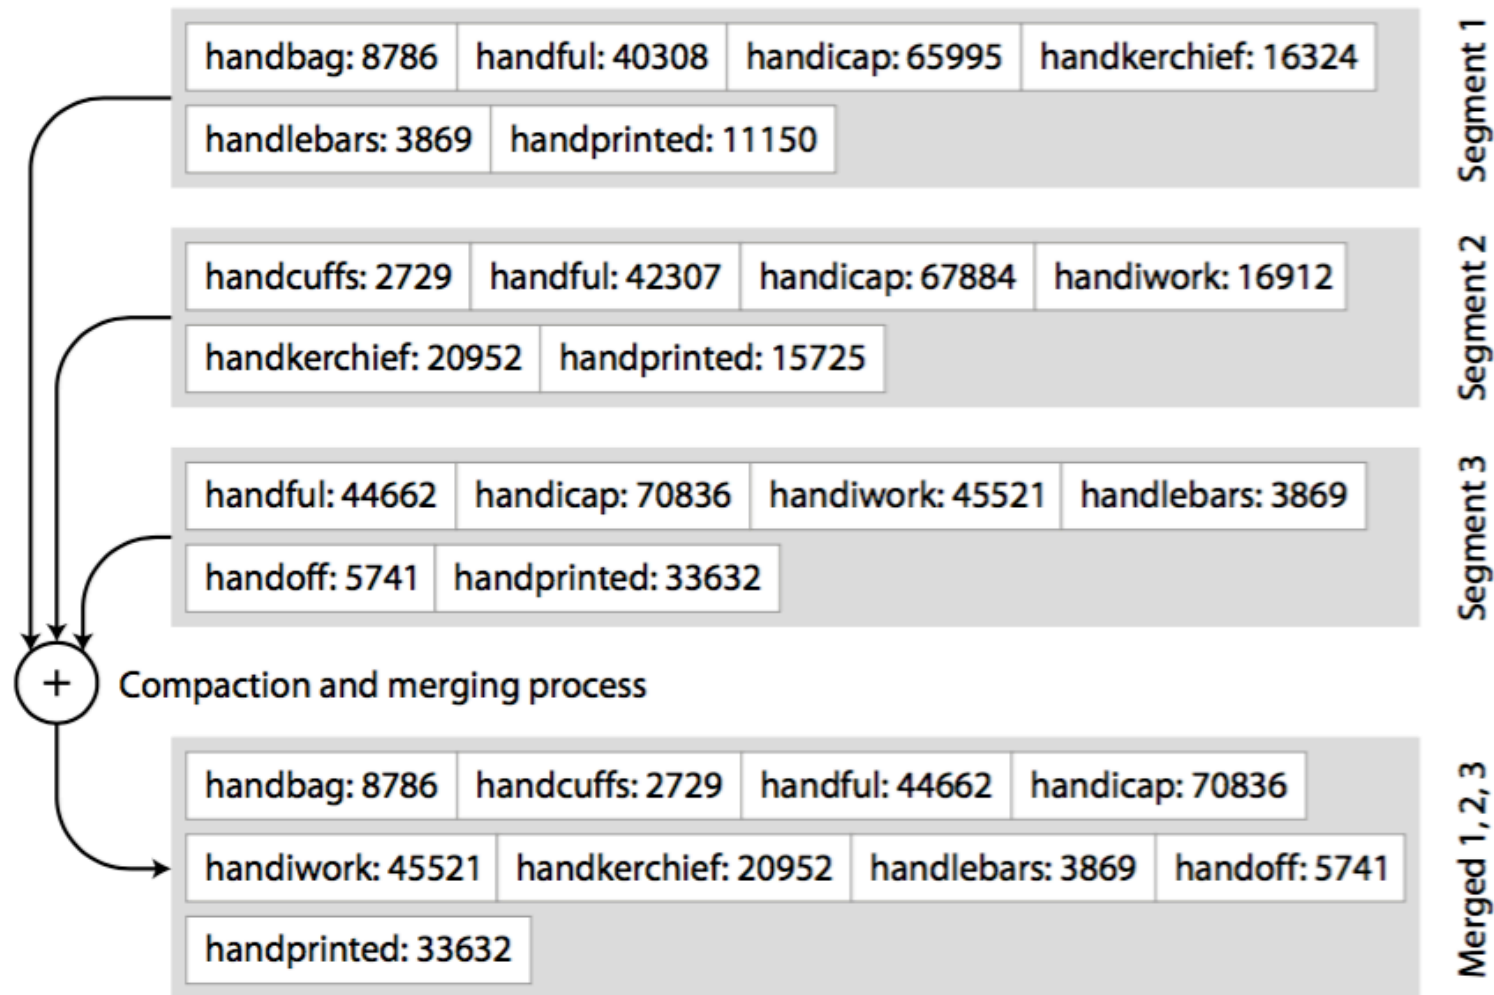 handbag: 8786 handful: 40308 handicap: 65995 handkerchief: 16324
handlebars: 3869 handprinted: 11150
Segment 1
handcuffs: 2729 handful: 42307 handicap: 67884 handiwork: 16912
handkerchief: 20952 handprinted: 15725
Segment 2
handful: 44662 handicap: 70836 handiwork: 45521 handlebars: 3869
handoff: 5741 handprinted: 33632
Segment 3
+ Compaction and merging process
handbag: 8786 handcuffs: 2729 handful: 44662 handicap: 70836
handiwork: 45521 handkerchief: 20952 handlebars: 3869 handoff: 5741
handprinted: 33632
Merged 1, 2, 3